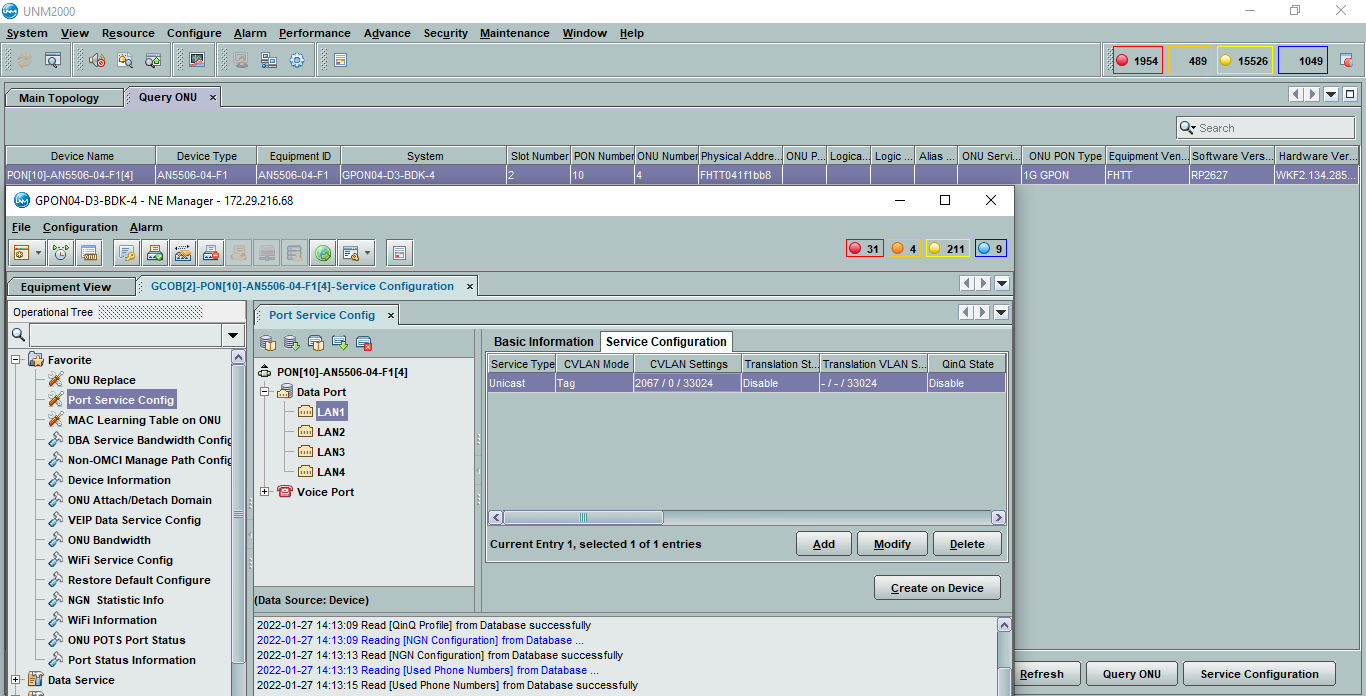 UNM2000
System View Resource Configure Alarm Performance Advance Security Maintenance Window Help
1954 489 15526 1049
Main Topology Query ONU ×
Search
Device Name Device Type Equipment ID System Slot Number PON Number ONU Number Physical Addre... ONU P... Logica... Logic ... Alias ... ONU Servi... ONU PON Type Equipment Ven... Software Vers... Hardware Ver...
PON[10]-AN5506-04-F1[4] AN5506-04-F1 AN5506-04-F1 GPON04-D3-BDK-4 2 10 4 FHTT041f1bb8 1G GPON FHTT RP2627 WKF2.134.285...
GPON04-D3-BDK-4 - NE Manager - 172.29.216.68
File Configuration Alarm
31 4 211 9
Equipment View GCOB[2]-PON[10]-AN5506-04-F1[4]-Service Configuration ×
Operational Tree
Favorite
ONU Replace
Port Service Config
MAC Learning Table on ONU
DBA Service Bandwidth Config
Non-OMCI Manage Path Config
Device Information
ONU Attach/Detach Domain
VEIP Data Service Config
ONU Bandwidth
WiFi Service Config
Restore Default Configure
NGN Statistic Info
WiFi Information
ONU POTS Port Status
Port Status Information
Data Service
Port Service Config ×
PON[10]-AN5506-04-F1[4]
Data Port
LAN1
LAN2
LAN3
LAN4
Voice Port
(Data Source: Device)
Basic Information Service Configuration
Service Type CVLAN Mode CVLAN Settings Translation St... Translation VLAN S... QinQ State
Unicast Tag 2067 / 0 / 33024 Disable - / - / 33024 Disable
Current Entry 1, selected 1 of 1 entries Add Modify Delete
Create on Device
2022-01-27 14:13:09 Read [QinQ Profile] from Database successfully
2022-01-27 14:13:09 Reading [NGN Configuration] from Database ...
2022-01-27 14:13:13 Read [NGN Configuration] from Database successfully
2022-01-27 14:13:13 Reading [Used Phone Numbers] from Database ...
2022-01-27 14:13:15 Read [Used Phone Numbers] from Database successfully
Refresh Query ONU Service Configuration